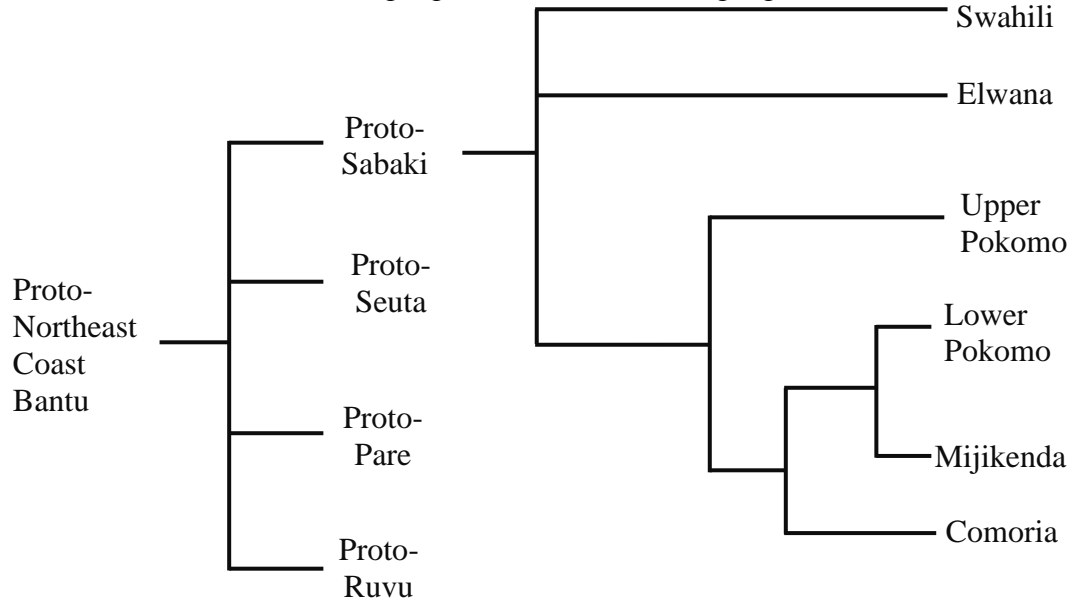 Swahili
Elwana
Proto-
Sabaki
Upper
Pokomo
Proto-
Seuta
Proto-
Northeast
Coast
Bantu
Lower
Pokomo
Proto-
Pare
Mijikenda
Comoria
Proto-
Ruvu